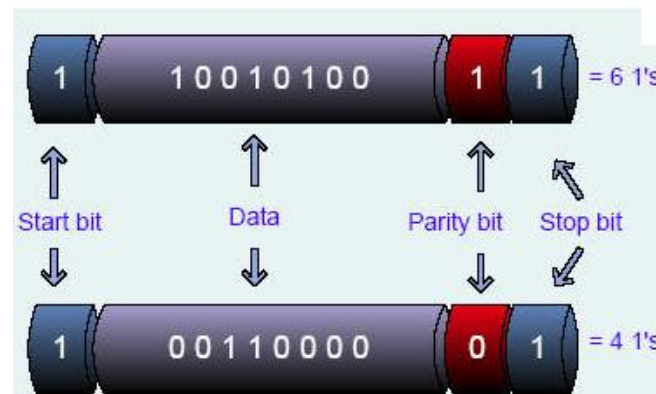 1 10010100 1 1 = 6 1's
Start bit Data Parity bit Stop bit
1 00110000 0 1 = 4 1's